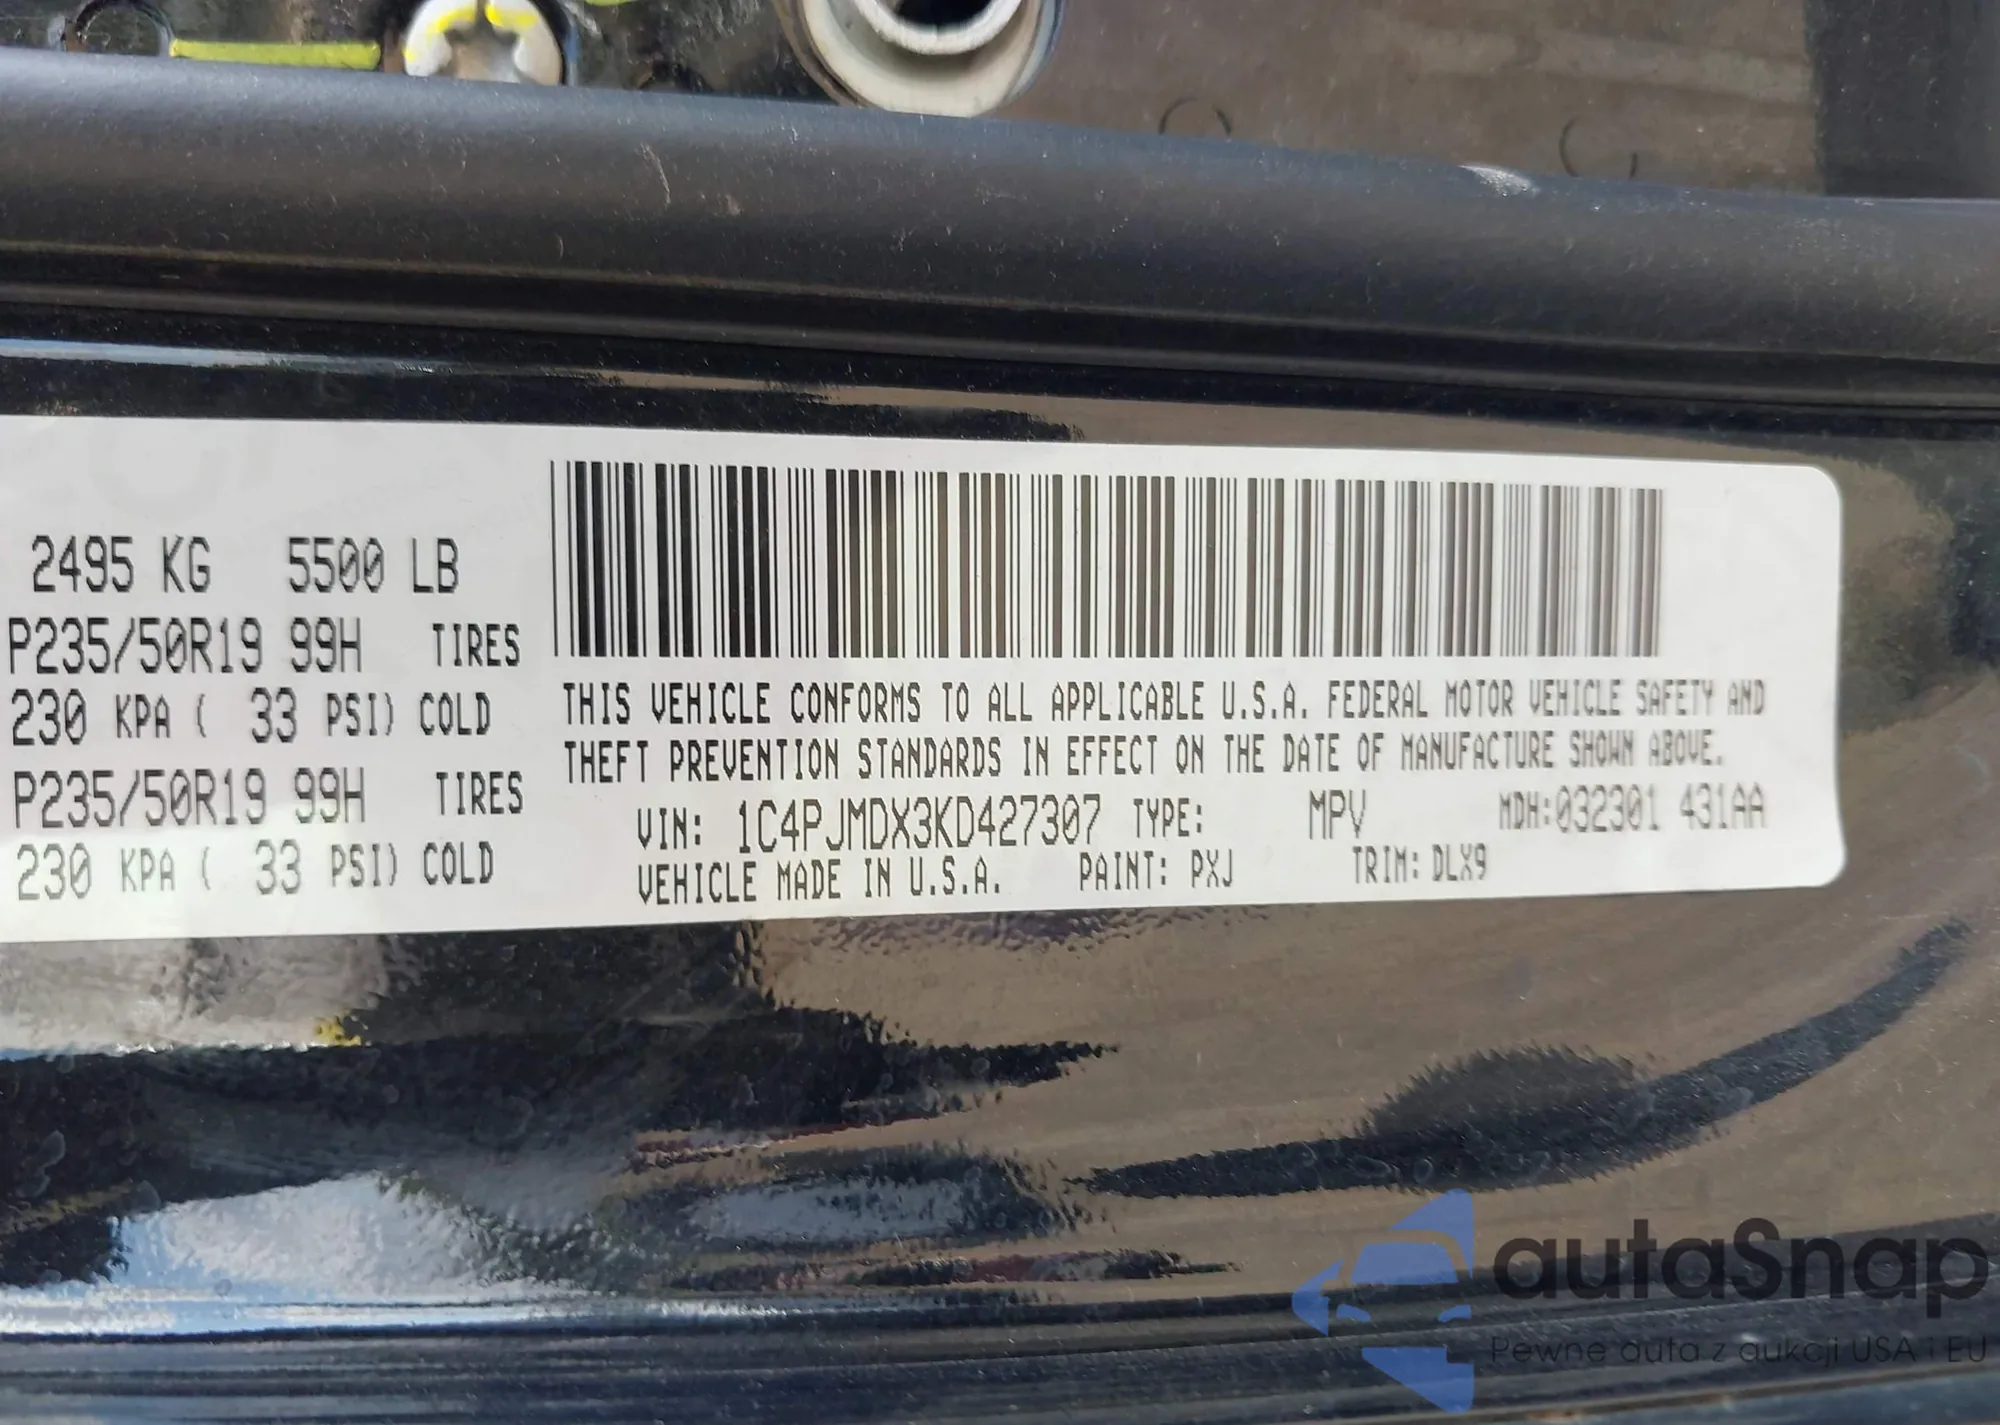 2495 KG 5500 LB
P235/50R19 99H TIRES
230 KPA ( 33 PSI) COLD
P235/50R19 99H TIRES
230 KPA ( 33 PSI) COLD
THIS VEHICLE CONFORMS TO ALL APPLICABLE U.S.A. FEDERAL MOTOR VEHICLE SAFETY AND
THEFT PREVENTION STANDARDS IN EFFECT ON THE DATE OF MANUFACTURE SHOWN ABOVE.
VIN: 1C4PJMDX3KD427307 TYPE: MPV MDH:032301 431AA
VEHICLE MADE IN U.S.A. PAINT: PXJ TRIM: DLX9
autaSnap
Pewne auta z aukcji USA i EU